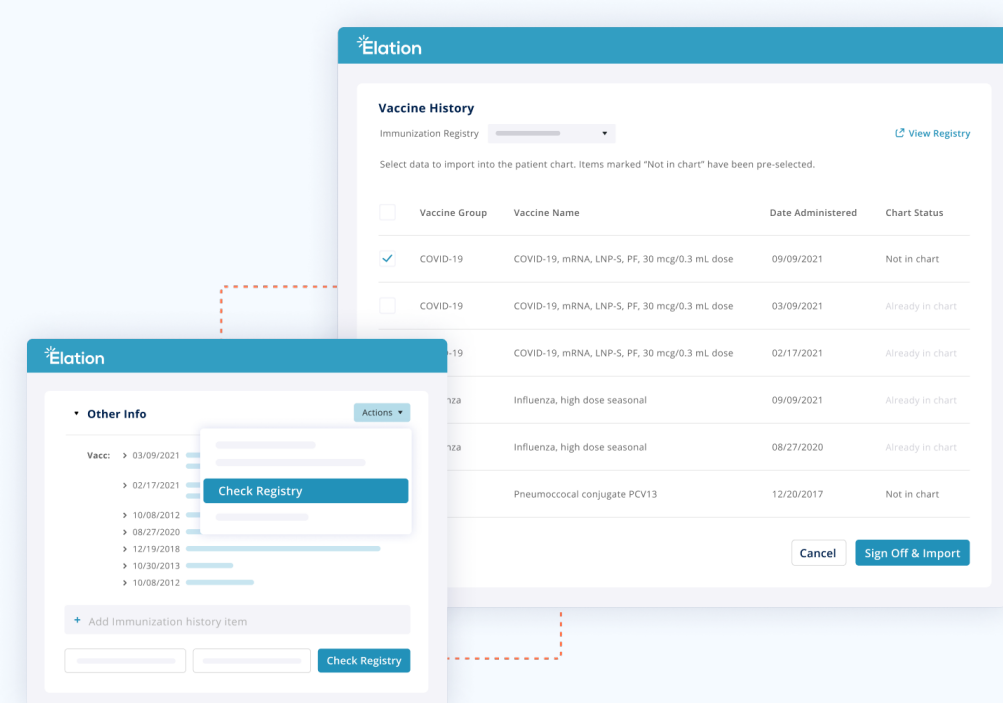 Elation
Vaccine History
Immunization Registry
View Registry
Select data to import into the patient chart. Items marked “Not in chart” have been pre-selected.
Vaccine Group Vaccine Name Date Administered Chart Status
COVID-19 COVID-19, mRNA, LNP-S, PF, 30 mcg/0.3 mL dose 09/09/2021 Not in chart
COVID-19 COVID-19, mRNA, LNP-S, PF, 30 mcg/0.3 mL dose 03/09/2021 Already in chart
-19 COVID-19, mRNA, LNP-S, PF, 30 mcg/0.3 mL dose 02/17/2021 Already in chart
nza Influenza, high dose seasonal 09/09/2021 Already in chart
nza Influenza, high dose seasonal 08/27/2020 Already in chart
Pneumoccocal conjugate PCV13 12/20/2017 Not in chart
Cancel Sign Off & Import
Elation
Other Info Actions
Vacc: > 03/09/2021
> 02/17/2021
> 10/08/2012
> 08/27/2020
> 12/19/2018
> 10/30/2013
> 10/08/2012
Check Registry
+ Add Immunization history item
Check Registry